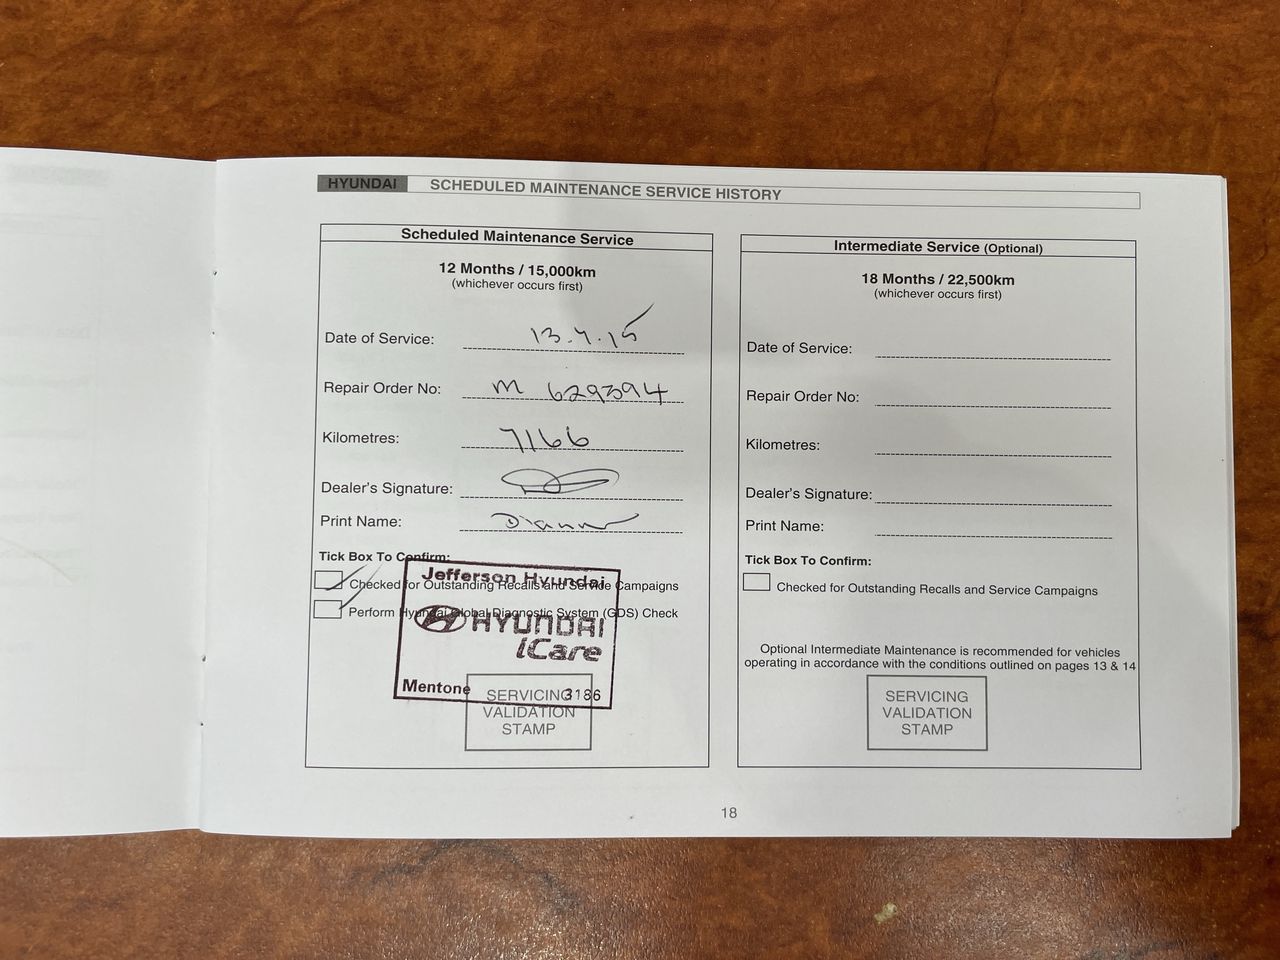 HYUNDAI SCHEDULED MAINTENANCE SERVICE HISTORY
Scheduled Maintenance Service
12 Months / 15,000km
(whichever occurs first)
Date of Service: 13.4.15
Repair Order No: M 629394
Kilometres: 7166
Dealer's Signature:
Print Name: Diann
Tick Box To Confirm:
Checked for Outstanding Recalls and Service Campaigns
Perform Hyundai Global Diagnostic System (GDS) Check
Jefferson Hyundai
HYUNDAI
iCare
Mentone 3186
SERVICING
VALIDATION
STAMP
Intermediate Service (Optional)
18 Months / 22,500km
(whichever occurs first)
Date of Service:
Repair Order No:
Kilometres:
Dealer's Signature:
Print Name:
Tick Box To Confirm:
Checked for Outstanding Recalls and Service Campaigns
Optional Intermediate Maintenance is recommended for vehicles
operating in accordance with the conditions outlined on pages 13 & 14
SERVICING
VALIDATION
STAMP
18